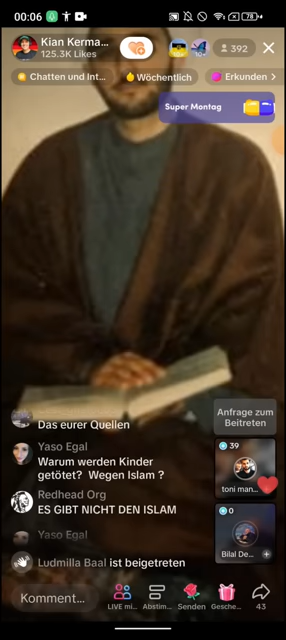 00:06
78
Kian Kerma...
125.3K Likes
392
Chatten und Int...
Wöchentlich
Erkunden >
Super Montag
Anfrage zum
Beitreten
Das eurer Quellen
39
Yaso Egal
Warum werden Kinder
getötet? Wegen Islam ?
toni man...
Redhead Org
ES GIBT NICHT DEN ISLAM
0
Yaso Egal
Bilal De...
Ludmilla Baal ist beigetreten
Komment...
LIVE mi...
Abstim...
Senden
Gesche...
43